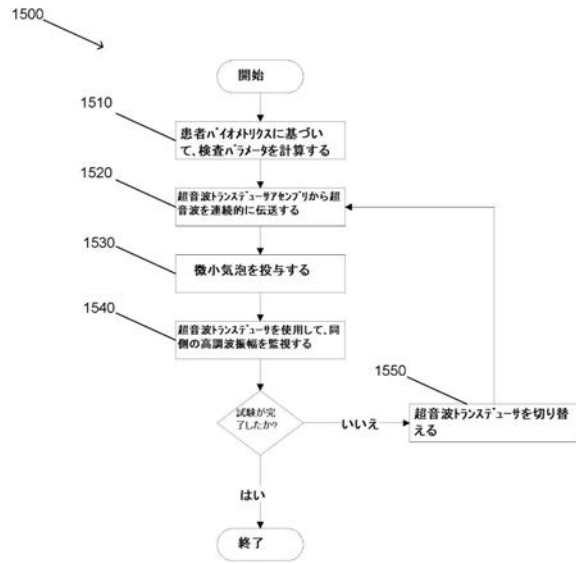 1500
開始
1510
患者ﾊﾞｲｵﾒﾄﾘｸｽに基づい
て、検査ﾊﾟﾗﾒｰﾀを計算する
1520
超音波ﾄﾗﾝｽﾃﾞｭｰｻｱｾﾝﾌﾞﾘから超
音波を連続的に伝送する
1530
微小気泡を投与する
1540
超音波ﾄﾗﾝｽﾃﾞｭｰｻを使用して、同
側の高調波振幅を監視する
試験が完
了したか?
いいえ
1550
超音波ﾄﾗﾝｽﾃﾞｭｰｻを切り替
える
はい
終了